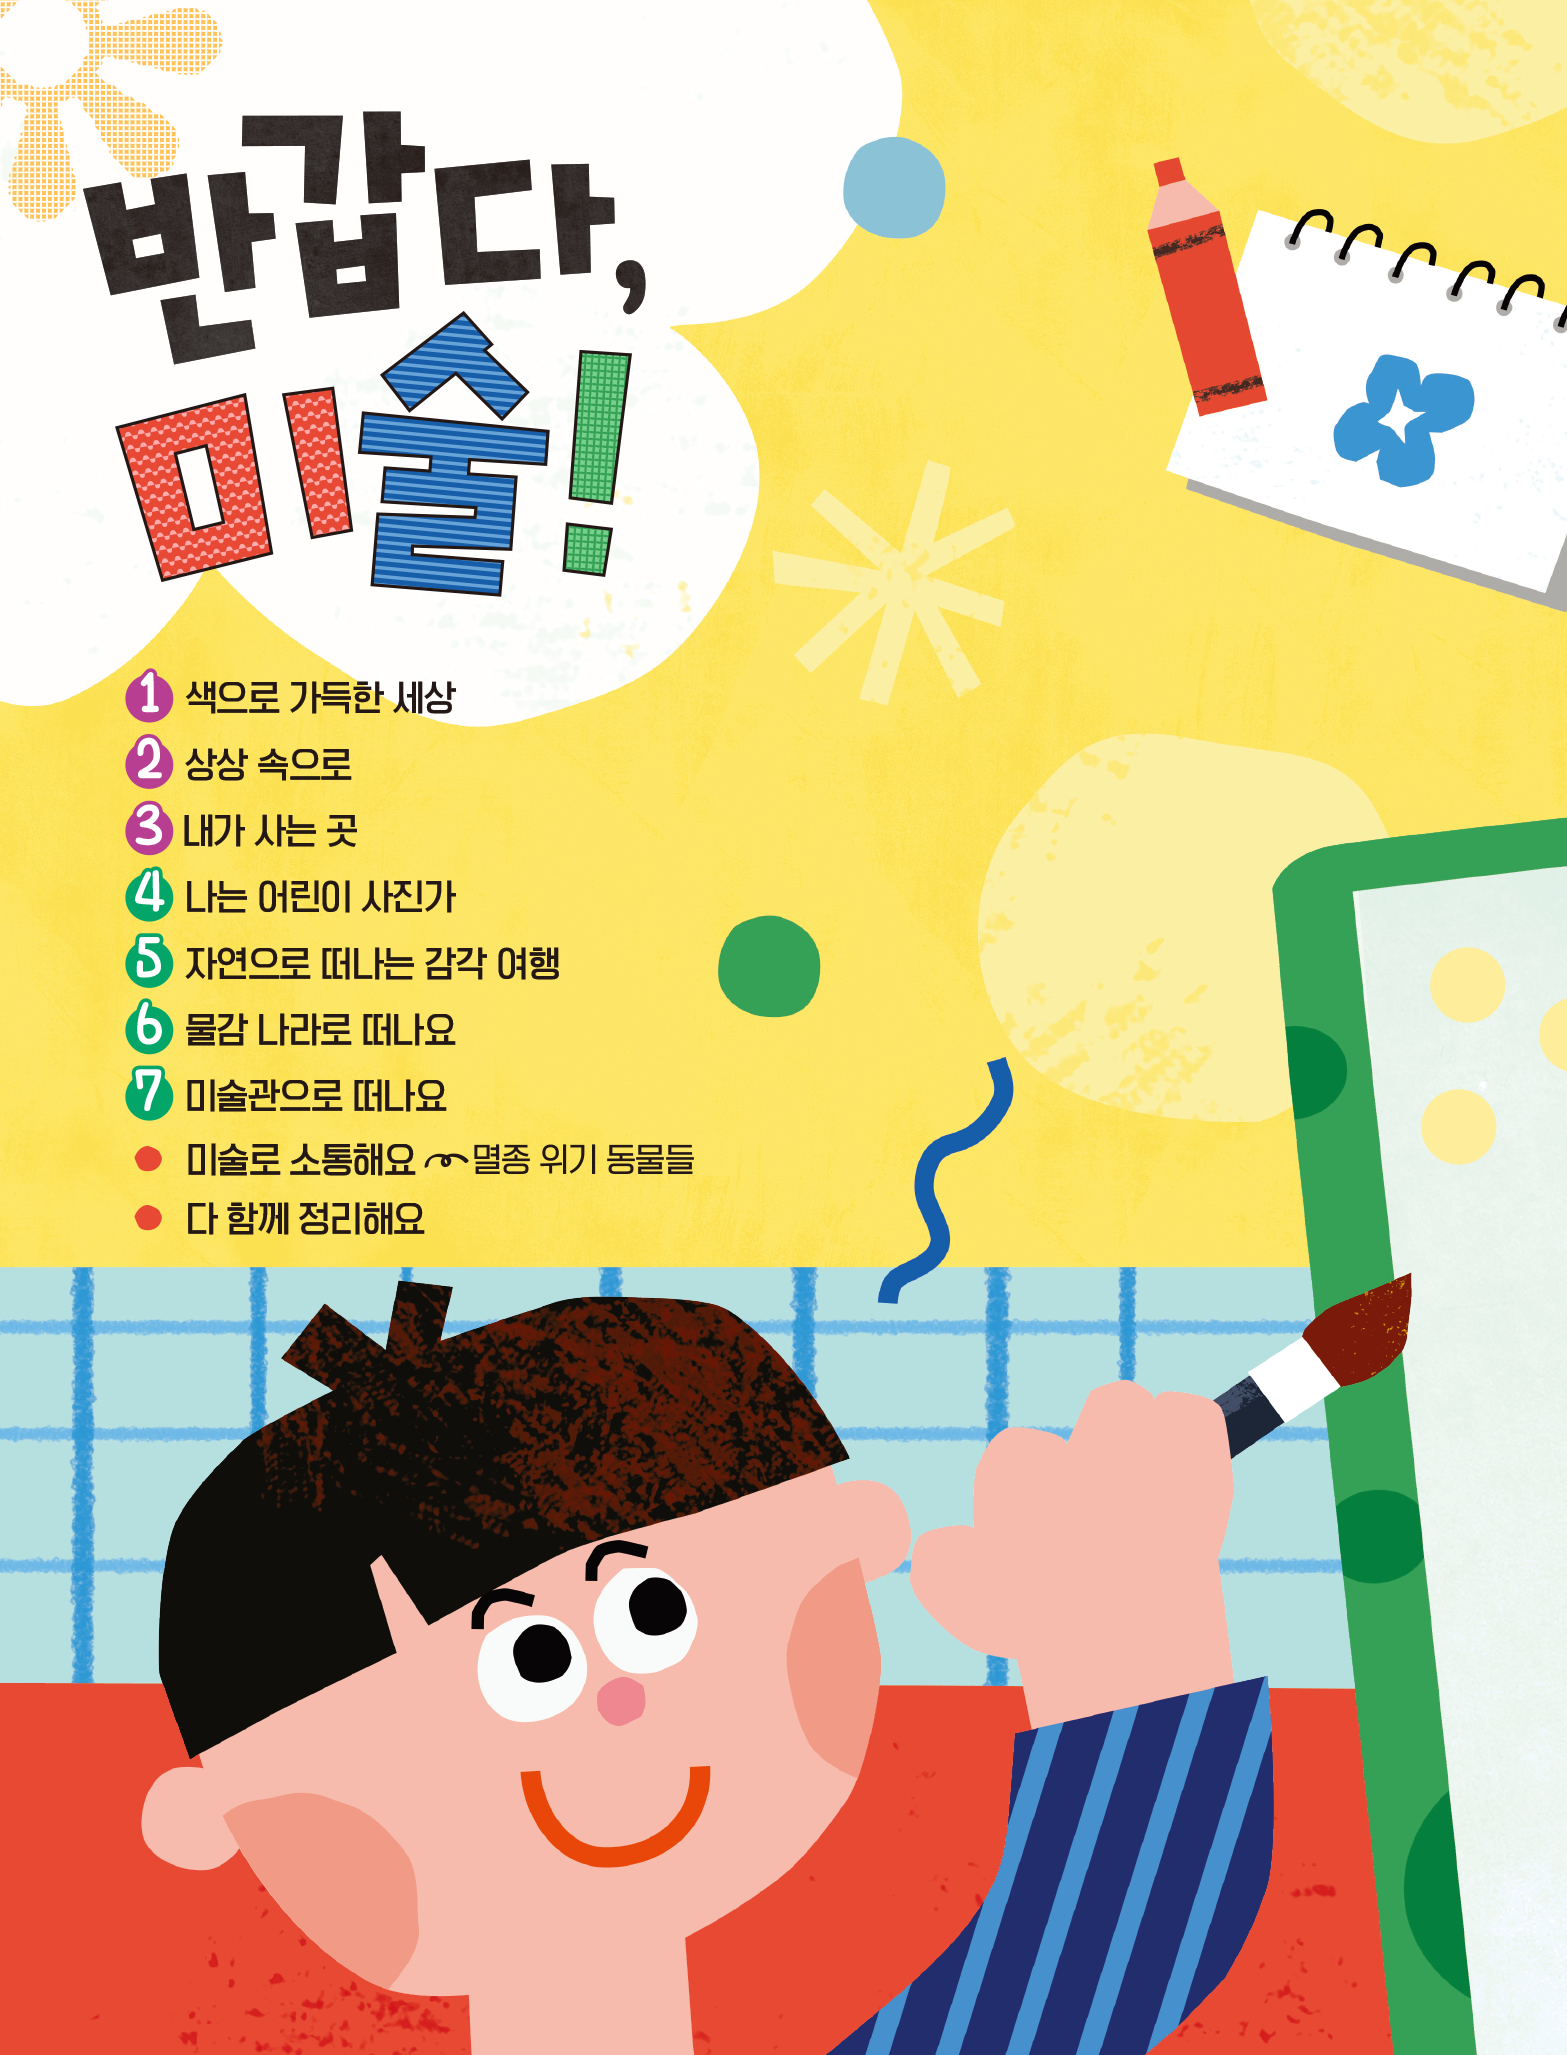 반갑다,
미술!
1 색으로 가득한 세상
2 상상 속으로
3 내가 사는 곳
4 나는 어린이 사진가
5 자연으로 떠나는 감각 여행
6 물감 나라로 떠나요
7 미술관으로 떠나요
미술로 소통해요 멸종 위기 동물들
다 함께 정리해요